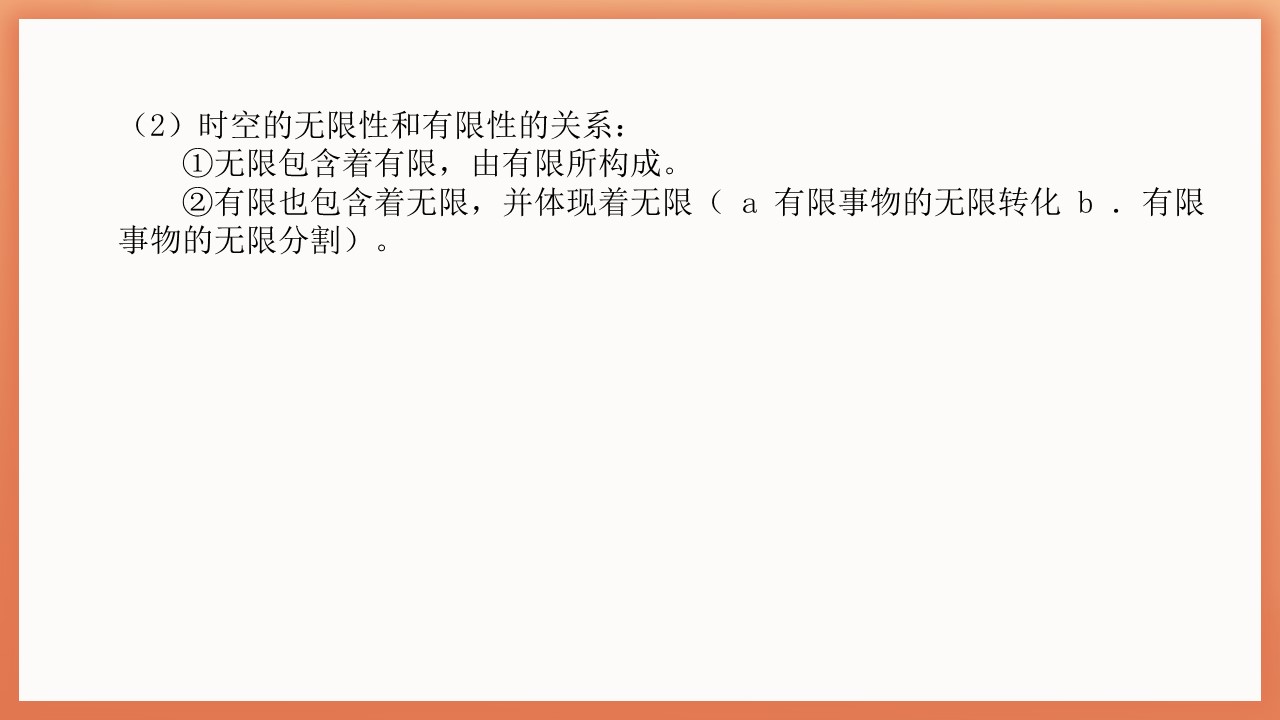 （2）时空的无限性和有限性的关系：
①无限包含着有限，由有限所构成。
②有限也包含着无限，并体现着无限（ a 有限事物的无限转化 b ．有限
事物的无限分割）。